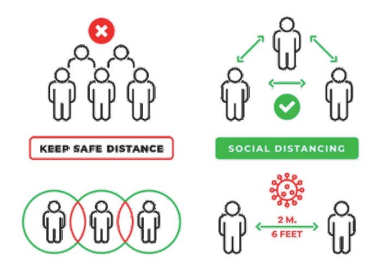 KEEP SAFE DISTANCE
SOCIAL DISTANCING
2 M.
6 FEET